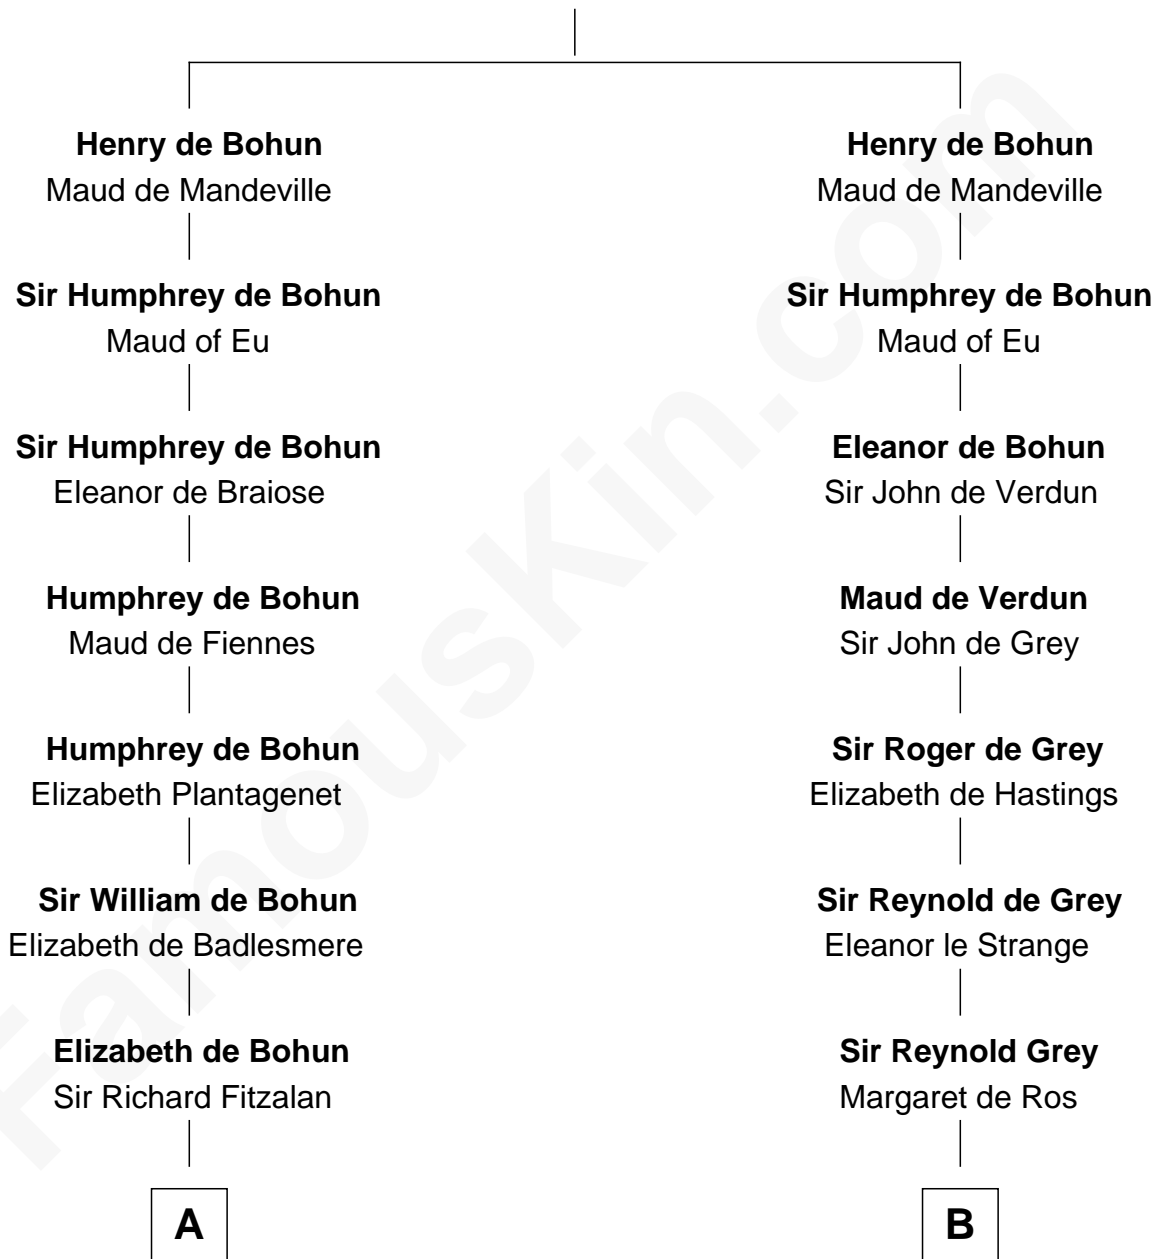 Henry de Bohun
Maud de Mandeville
Sir Humphrey de Bohun
Maud of Eu
Sir Humphrey de Bohun
Eleanor de Braiose
Humphrey de Bohun
Maud de Fiennes
Humphrey de Bohun
Elizabeth Plantagenet
Sir William de Bohun
Elizabeth de Badlesmere
Elizabeth de Bohun
Sir Richard Fitzalan
A
Henry de Bohun
Maud de Mandeville
Sir Humphrey de Bohun
Maud of Eu
Eleanor de Bohun
Sir John de Verdun
Maud de Verdun
Sir John de Grey
Sir Roger de Grey
Elizabeth de Hastings
Sir Reynold de Grey
Eleanor le Strange
Sir Reynold Grey
Margaret de Ros
B
FamousKin.com